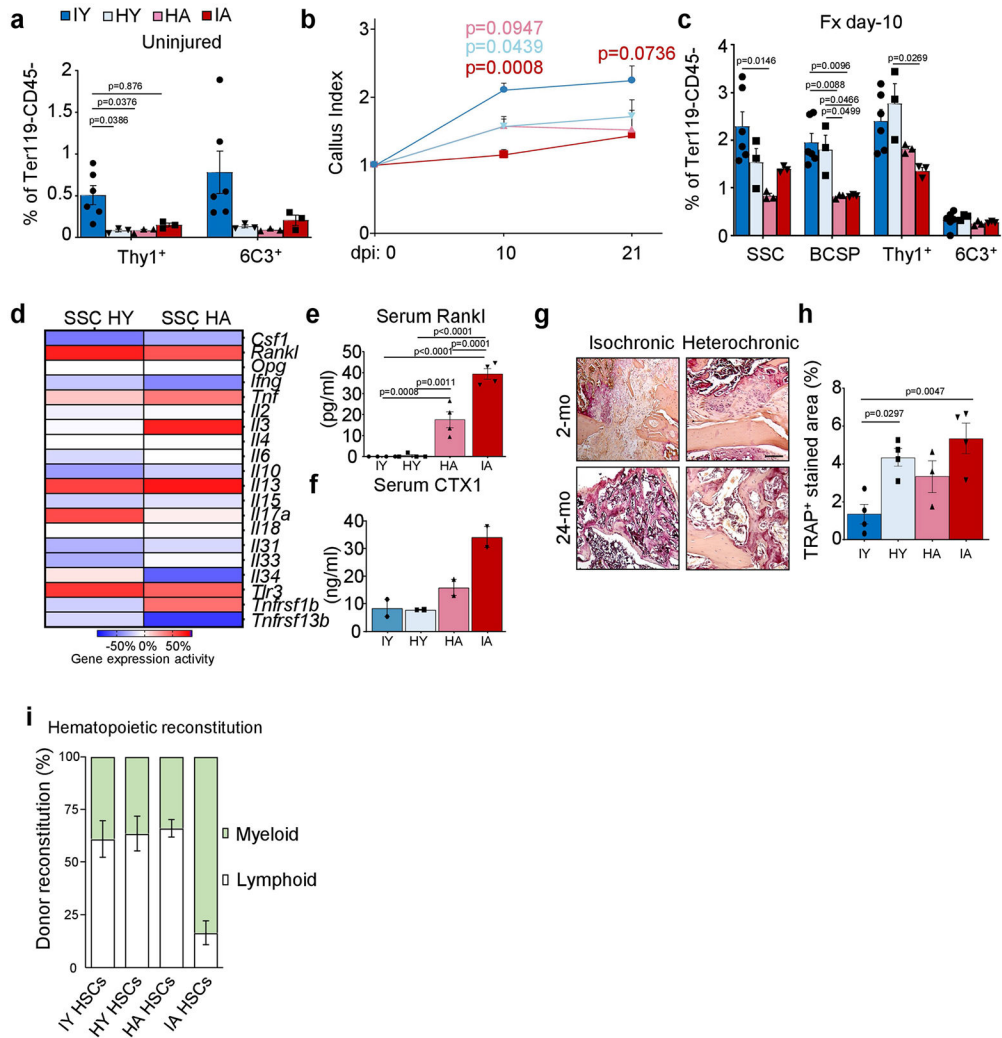 a
IY
HY
HA
IA
Uninjured
% of Ter119-CD45-
2
1.5
1
0.5
0
p=0.876
p=0.0376
p=0.0386
Thy1⁺
6C3⁺
b
Callus Index
3
2
1
0
p=0.0947
p=0.0439
p=0.0008
p=0.0736
dpi: 0
10
21
c
Fx day-10
% of Ter119-CD45-
4
3
2
1
0
p=0.0146
p=0.0096
p=0.0088
p=0.0466
p=0.0499
p=0.0269
SSC
BCSP
Thy1⁺
6C3⁺
d
SSC HY
SSC HA
Csf1
Rankl
Opg
Ifng
Tnf
Il2
Il3
Il4
Il6
Il10
Il13
Il15
Il17a
Il18
Il31
Il33
Il34
Tlr3
Tnfrsf1b
Tnfrsf13b
-50% 0% 50%
Gene expression activity
e
Serum Rankl
(pg/ml)
50
40
30
20
10
0
p<0.0001
p=0.0001
p<0.0001
p=0.0011
p=0.0008
IY
HY
HA
IA
f
Serum CTX1
(ng/ml)
40
30
20
10
0
IY
HY
HA
IA
g
Isochronic
Heterochronic
2-mo
24-mo
h
TRAP⁺ stained area (%)
8
6
4
2
0
p=0.0047
p=0.0297
IY
HY
HA
IA
i
Hematopoietic reconstitution
Donor reconstitution (%)
100
75
50
25
0
Myeloid
Lymphoid
IY HSCs
HY HSCs
HA HSCs
IA HSCs